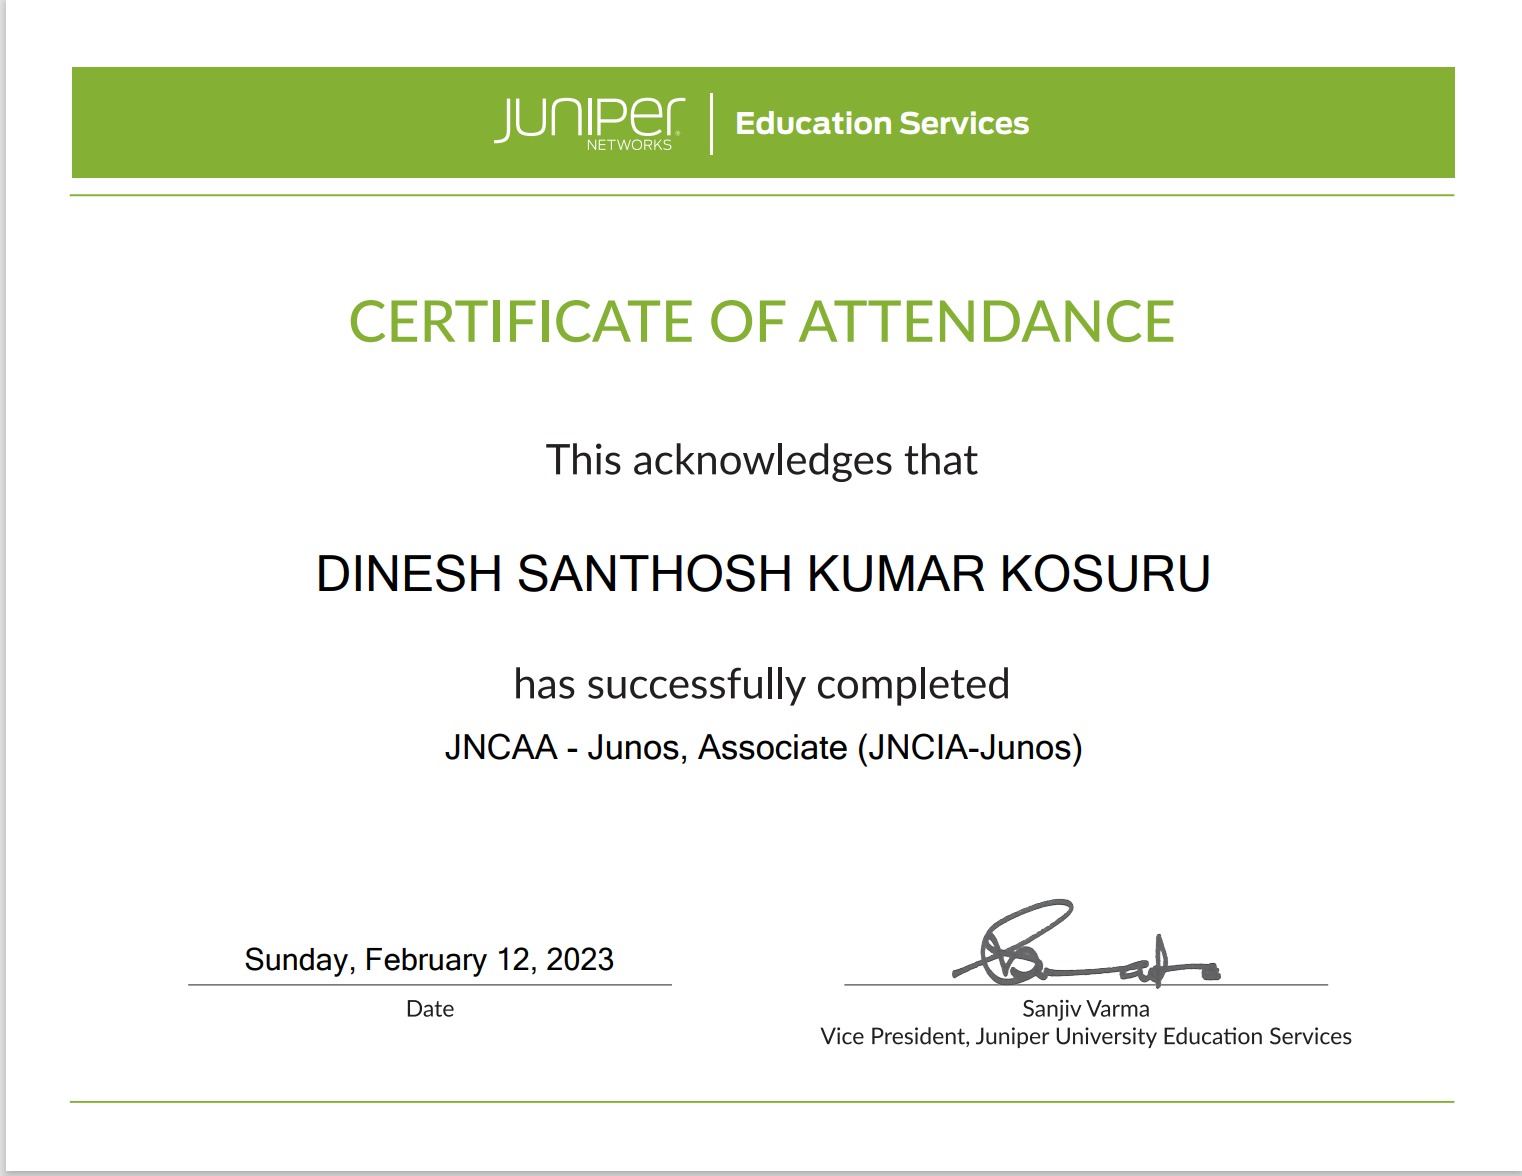 JUNIPEr
NETWORKS
Education Services
CERTIFICATE OF ATTENDANCE
This acknowledges that
DINESH SANTHOSH KUMAR KOSURU
has successfully completed
JNCAA - Junos, Associate (JNCIA-Junos)
Sunday, February 12, 2023
Date
Sanjiv Varma
Vice President, Juniper University Education Services